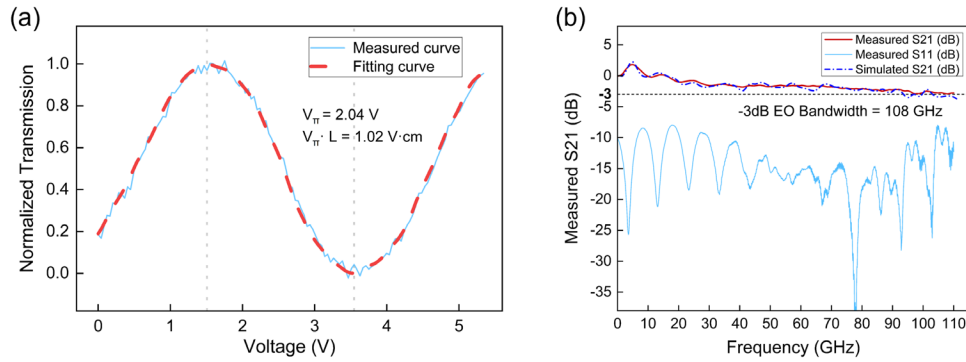 (a)
Normalized Transmission
1.0
0.8
0.6
0.4
0.2
0.0
0
1
2
3
4
5
Voltage (V)
Measured curve
Fitting curve
Vπ = 2.04 V
Vπ· L = 1.02 V·cm
(b)
Measured S21 (dB)
5
0
-3
-5
-10
-15
-20
-25
-30
-35
0
10
20
30
40
50
60
70
80
90
100
110
Frequency (GHz)
Measured S21 (dB)
Measured S11 (dB)
Simulated S21 (dB)
-3dB EO Bandwidth = 108 GHz